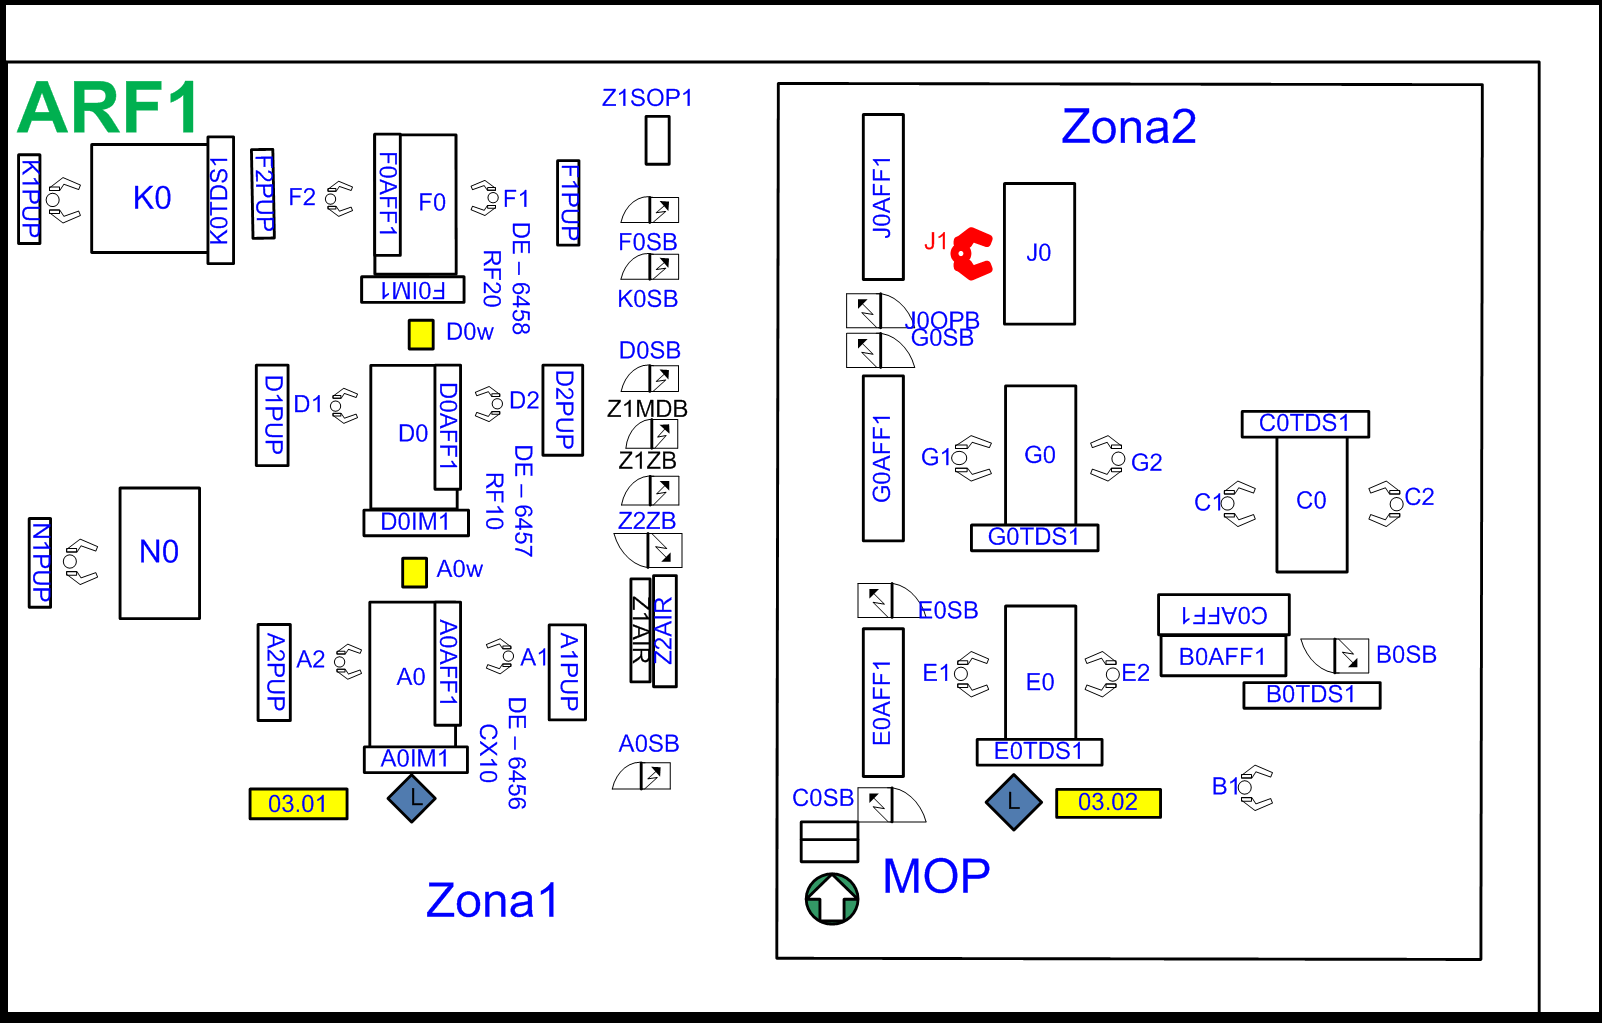 ARF1
Z1SOP1
Zona2
K1PUP
K0
K0TDS1
F2PUP
F2
F0AFF1
F0
F1
F1PUP
F0IM1
DE – 6458
RF20
F0SB
K0SB
D0w
D0SB
Z1MDB
Z1ZB
Z2ZB
D1PUP
D1
D0
D0AFF1
D2
D2PUP
D0IM1
DE – 6457
RF10
N1PUP
N0
A0w
Z1AIR
Z2AIR
A2PUP
A2
A0
A0AFF1
A1
A1PUP
A0IM1
DE – 6456
CX10
A0SB
03.01
L
Zona1
J0AFF1
J1
J0
J0OPB
G0SB
G0AFF1
G1
G0
G2
G0TDS1
C0TDS1
C1
C0
C2
E0SB
C0AFF1
B0AFF1
B0SB
B0TDS1
E0AFF1
E1
E0
E2
E0TDS1
C0SB
L
03.02
B1
MOP